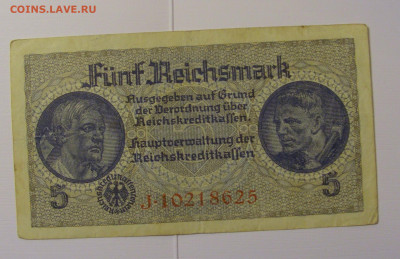 COINS.LAVE.RU
Fünf Reichsmark
Ausgegeben auf Grund
der Verordnung über
Reichskreditkassen.
Hauptverwaltung der
Reichskreditkassen
5
5
J·10218625